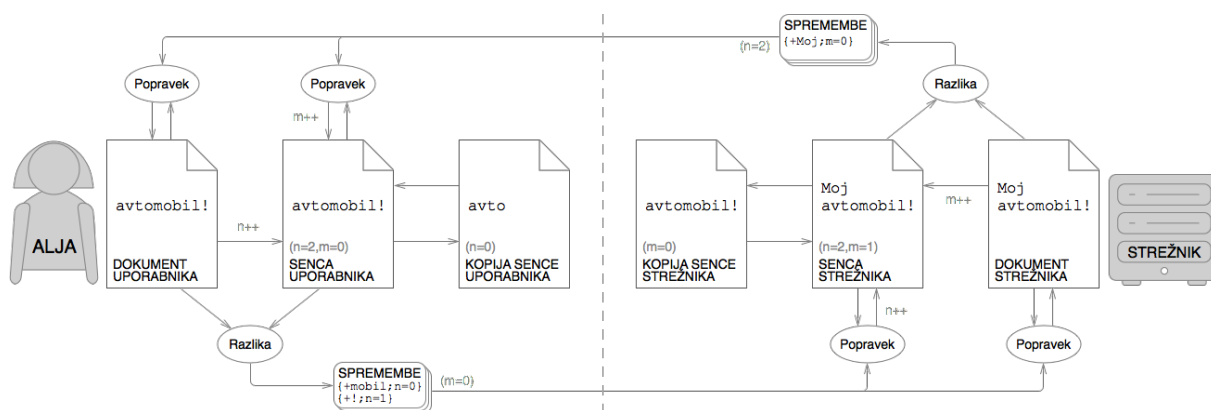 SPREMEMBE
{+Moj;m=0}
(n=2)
Popravek
Popravek
Razlika
m++
avtomobil!
avtomobil!
avto
avtomobil!
Moj
avtomobil!
Moj
avtomobil!
m++
n++
ALJA
(n=2,m=0)
(n=0)
(m=0)
(n=2,m=1)
STREŽNIK
DOKUMENT
UPORABNIKA
SENCA
UPORABNIKA
KOPIJA SENCE
UPORABNIKA
KOPIJA SENCE
STREŽNIKA
SENCA
STREŽNIKA
DOKUMENT
STREŽNIKA
n++
Razlika
Popravek
Popravek
SPREMEMBE
{+mobil;n=0}
{+!;n=1}
(m=0)